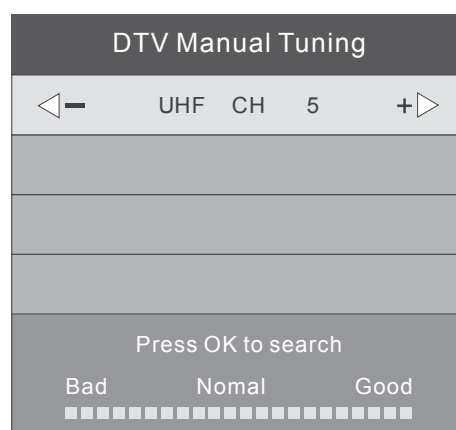 DTV Manual Tuning
− UHF CH 5 +
Press OK to search
Bad Nomal Good